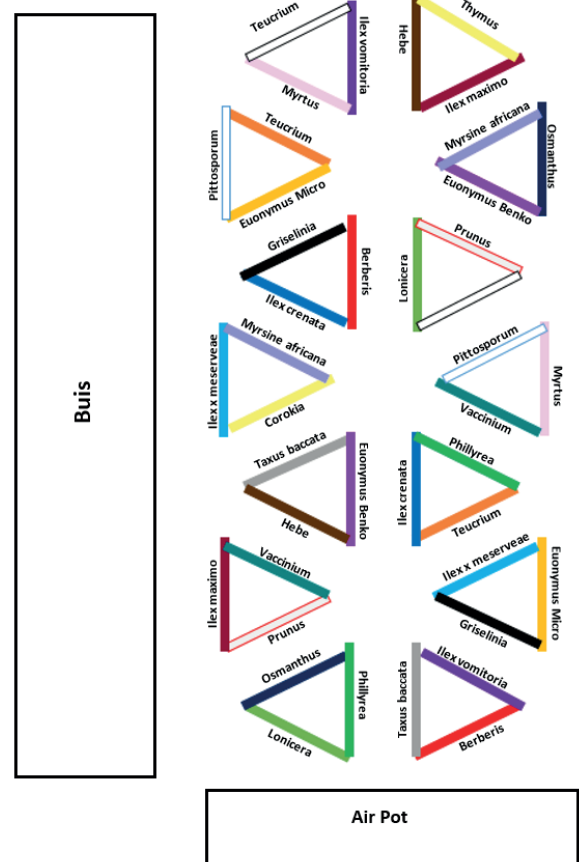 Buis
Teucrium
Ilex vomitoria
Myrtus
Hebe
Thymus
Ilex maximo
Pittosporum
Teucrium
Euonymus Micro
Myrsine africana
Osmanthus
Euonymus Benko
Griselinia
Berberis
Ilex crenata
Lonicera
Prunus
Ilex x meserveae
Myrsine africana
Corokia
Pittosporum
Myrtus
Vaccinium
Taxus baccata
Euonymus Benko
Hebe
Ilex crenata
Phillyrea
Teucrium
Ilex maximo
Vaccinium
Prunus
Ilex x meserveae
Euonymus Micro
Griselinia
Osmanthus
Phillyrea
Lonicera
Taxus baccata
Ilex vomitoria
Berberis
Air Pot